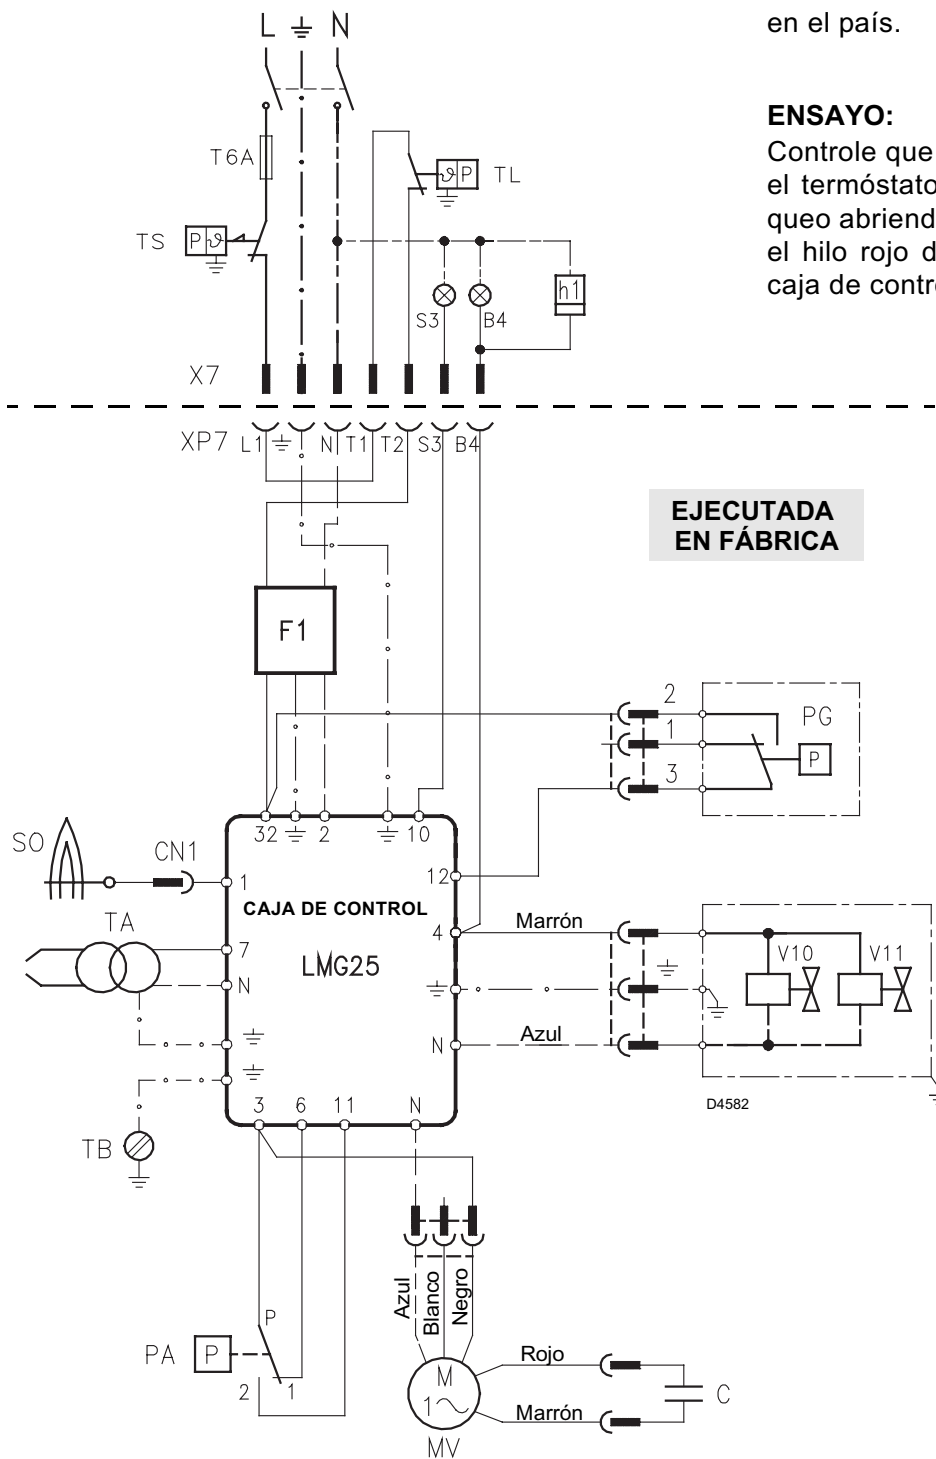 en el país.
ENSAYO:
Controle que
el termóstato
queo abriend
el hilo rojo d
caja de contr
L N
T6A
ϑ P TL
TS P ϑ
h1
S3 B4
X7
XP7 L1 N T1 T2 S3 B4
EJECUTADA
EN FÁBRICA
F1
2
PG
1
P
3
32 2 10
SO
CN1
12
1
CAJA DE CONTROL
Marrón
TA
4
7
LMG25
V10 V11
N
N
Azul
D4582
3 6 11 N
TB
Azul
Blanco
Negro
P
PA P
2 1
Rojo
M
1
C
Marrón
MV